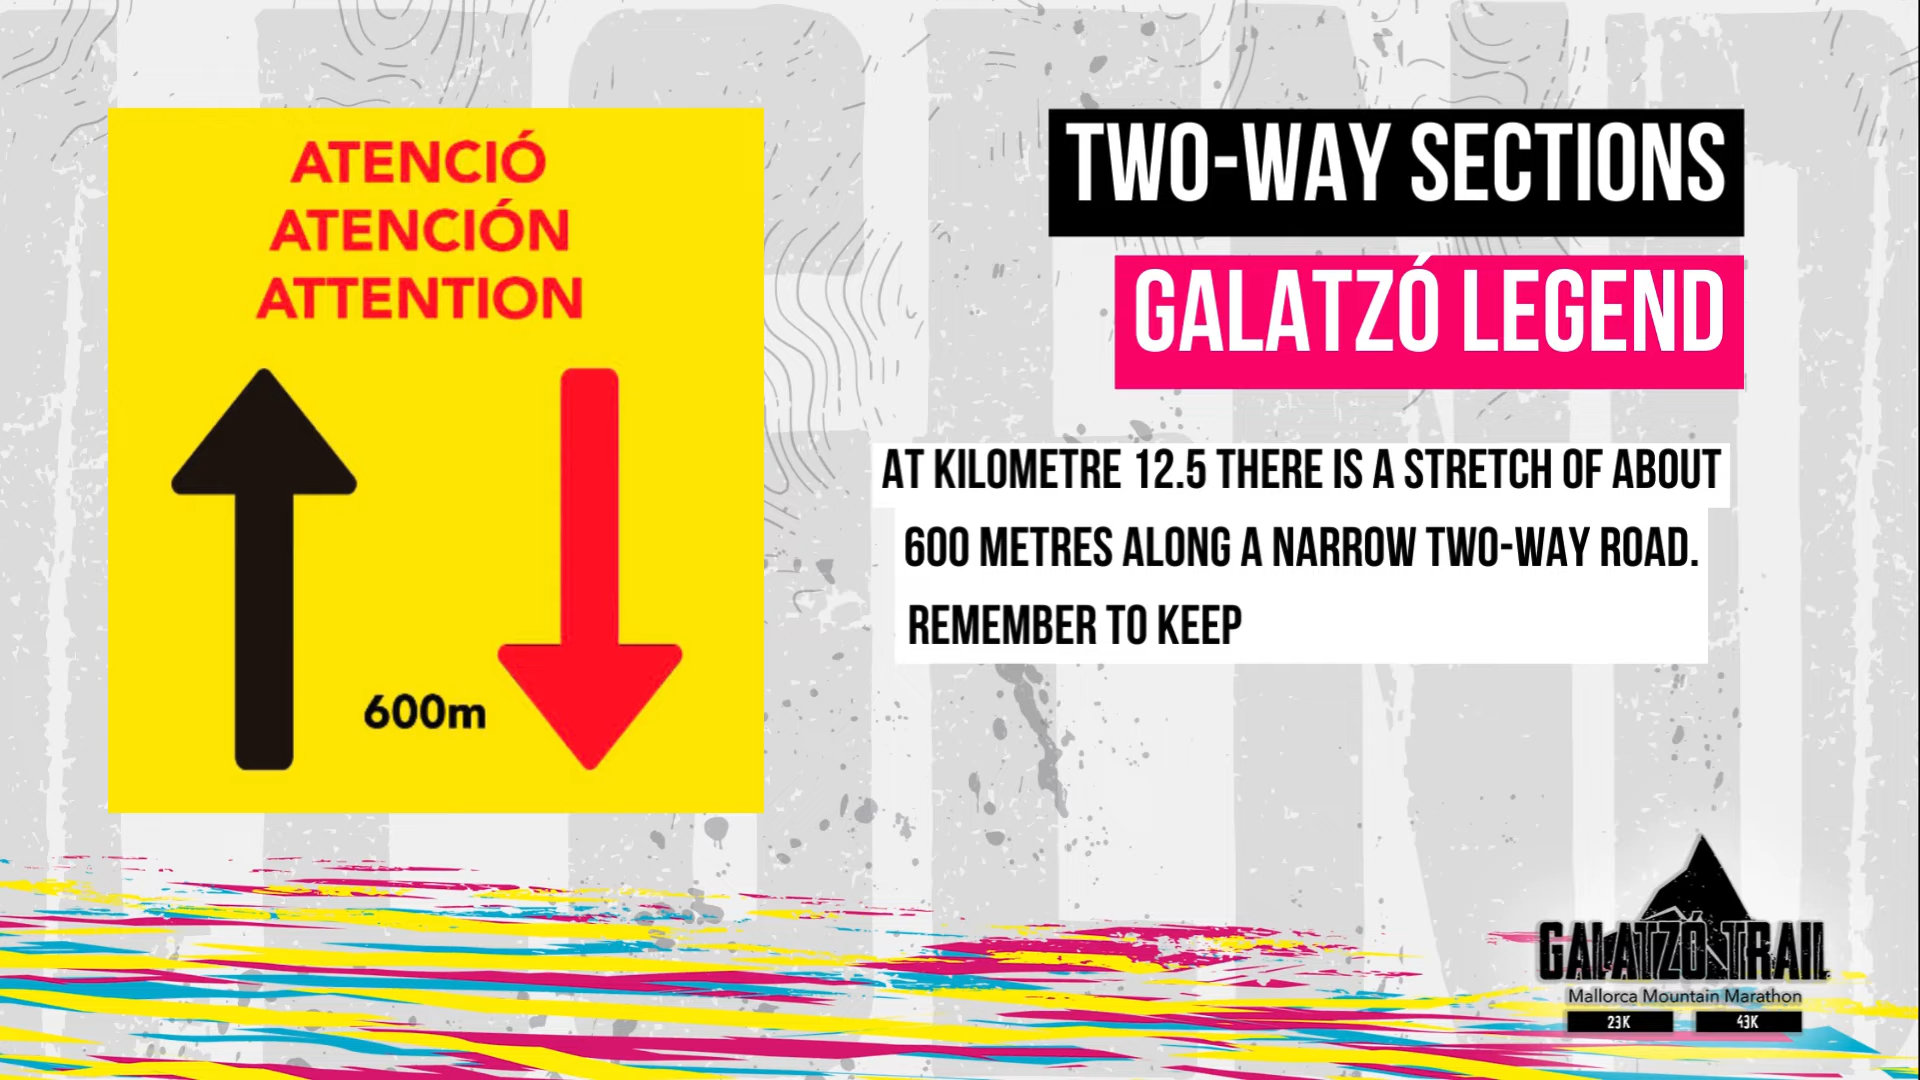 ATENCIÓ
ATENCIÓN
ATTENTION
600m
TWO-WAY SECTIONS
GALATZÓ LEGEND
AT KILOMETRE 12.5 THERE IS A STRETCH OF ABOUT
600 METRES ALONG A NARROW TWO-WAY ROAD.
REMEMBER TO KEEP
GALATZÓ TRAIL
Mallorca Mountain Marathon
23K 43K